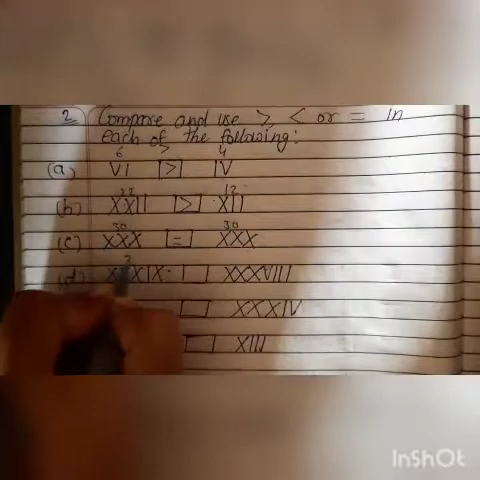 2 Compare and use >, < or = in
each of the following:
6 > 4
(a) VI [>] IV
22 12
(b) XXII [>] XII
30 30
(c) XXX [=] XXX
3
(d) XXXIX □ XXXVIII
□ XXXIV
□ XIII
InShOt